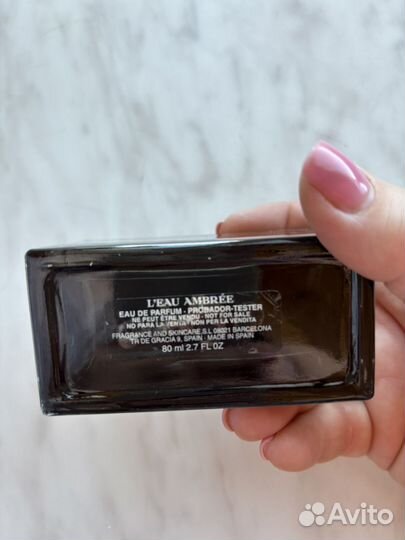 L'EAU AMBRÉE
EAU DE PARFUM · PROBADOR-TESTER
NE PEUT ÊTRE VENDU · NOT FOR SALE
NO PARA LA VENTA · NON PER LA VENDITA
FRAGRANCE AND SKINCARE, S.L. 08021 BARCELONA
TR DE GRACIA 9, SPAIN · MADE IN SPAIN
80 ml 2.7 FL OZ
Avito